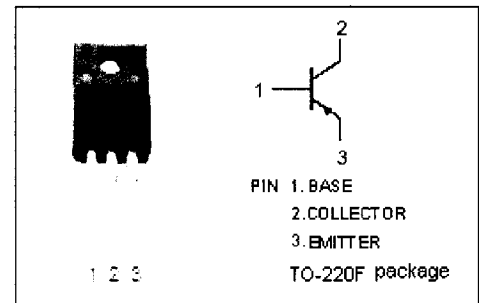 2
1
3
PIN 1. BASE
2.COLLECTOR
3. EMITTER
1 2 3
TO-220F package